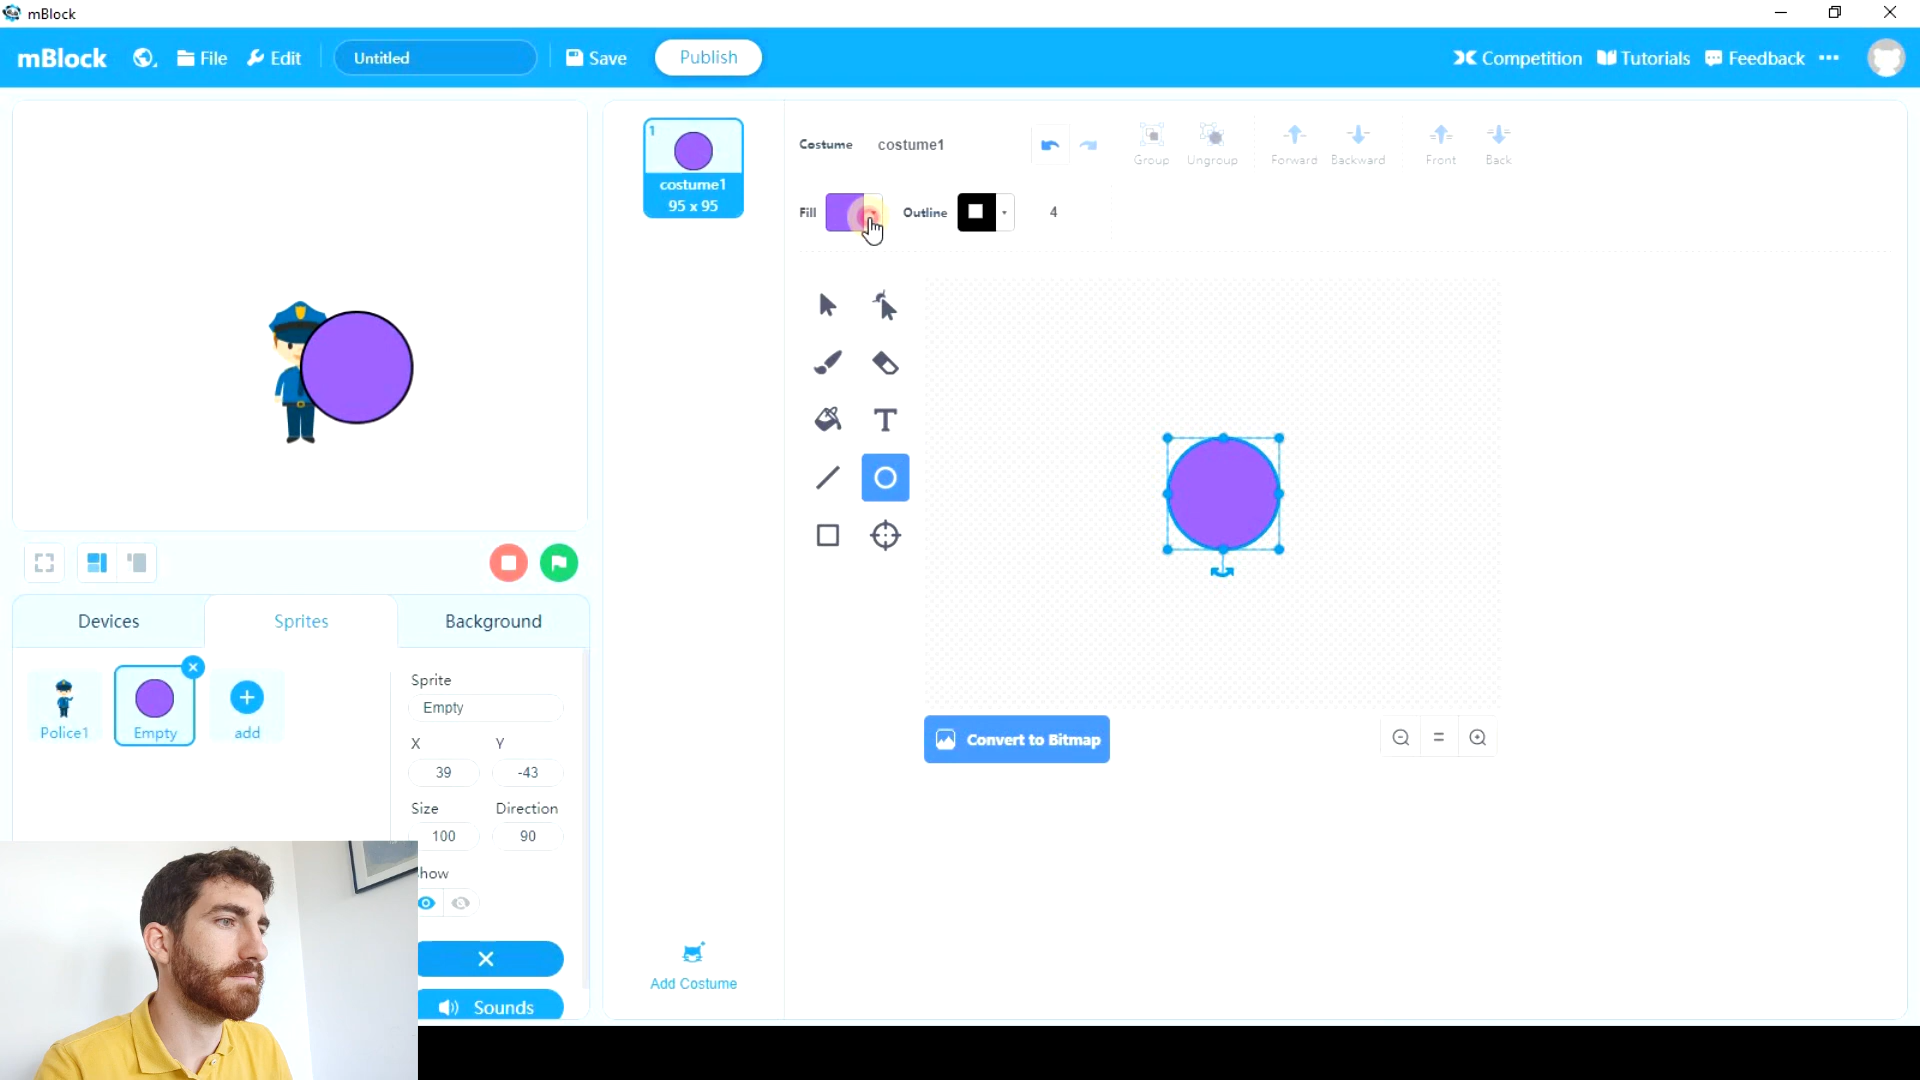 mBlock
mBlock File Edit Untitled Save Publish Competition Tutorials Feedback
1
costume1
95 x 95
Costume costume1 Group Ungroup Forward Backward Front Back
Fill Outline 4
T
Devices Sprites Background
Police1 Empty add
Sprite
Empty
X Y
39 -43
Size Direction
100 90
how
Sounds
Convert to Bitmap
Add Costume